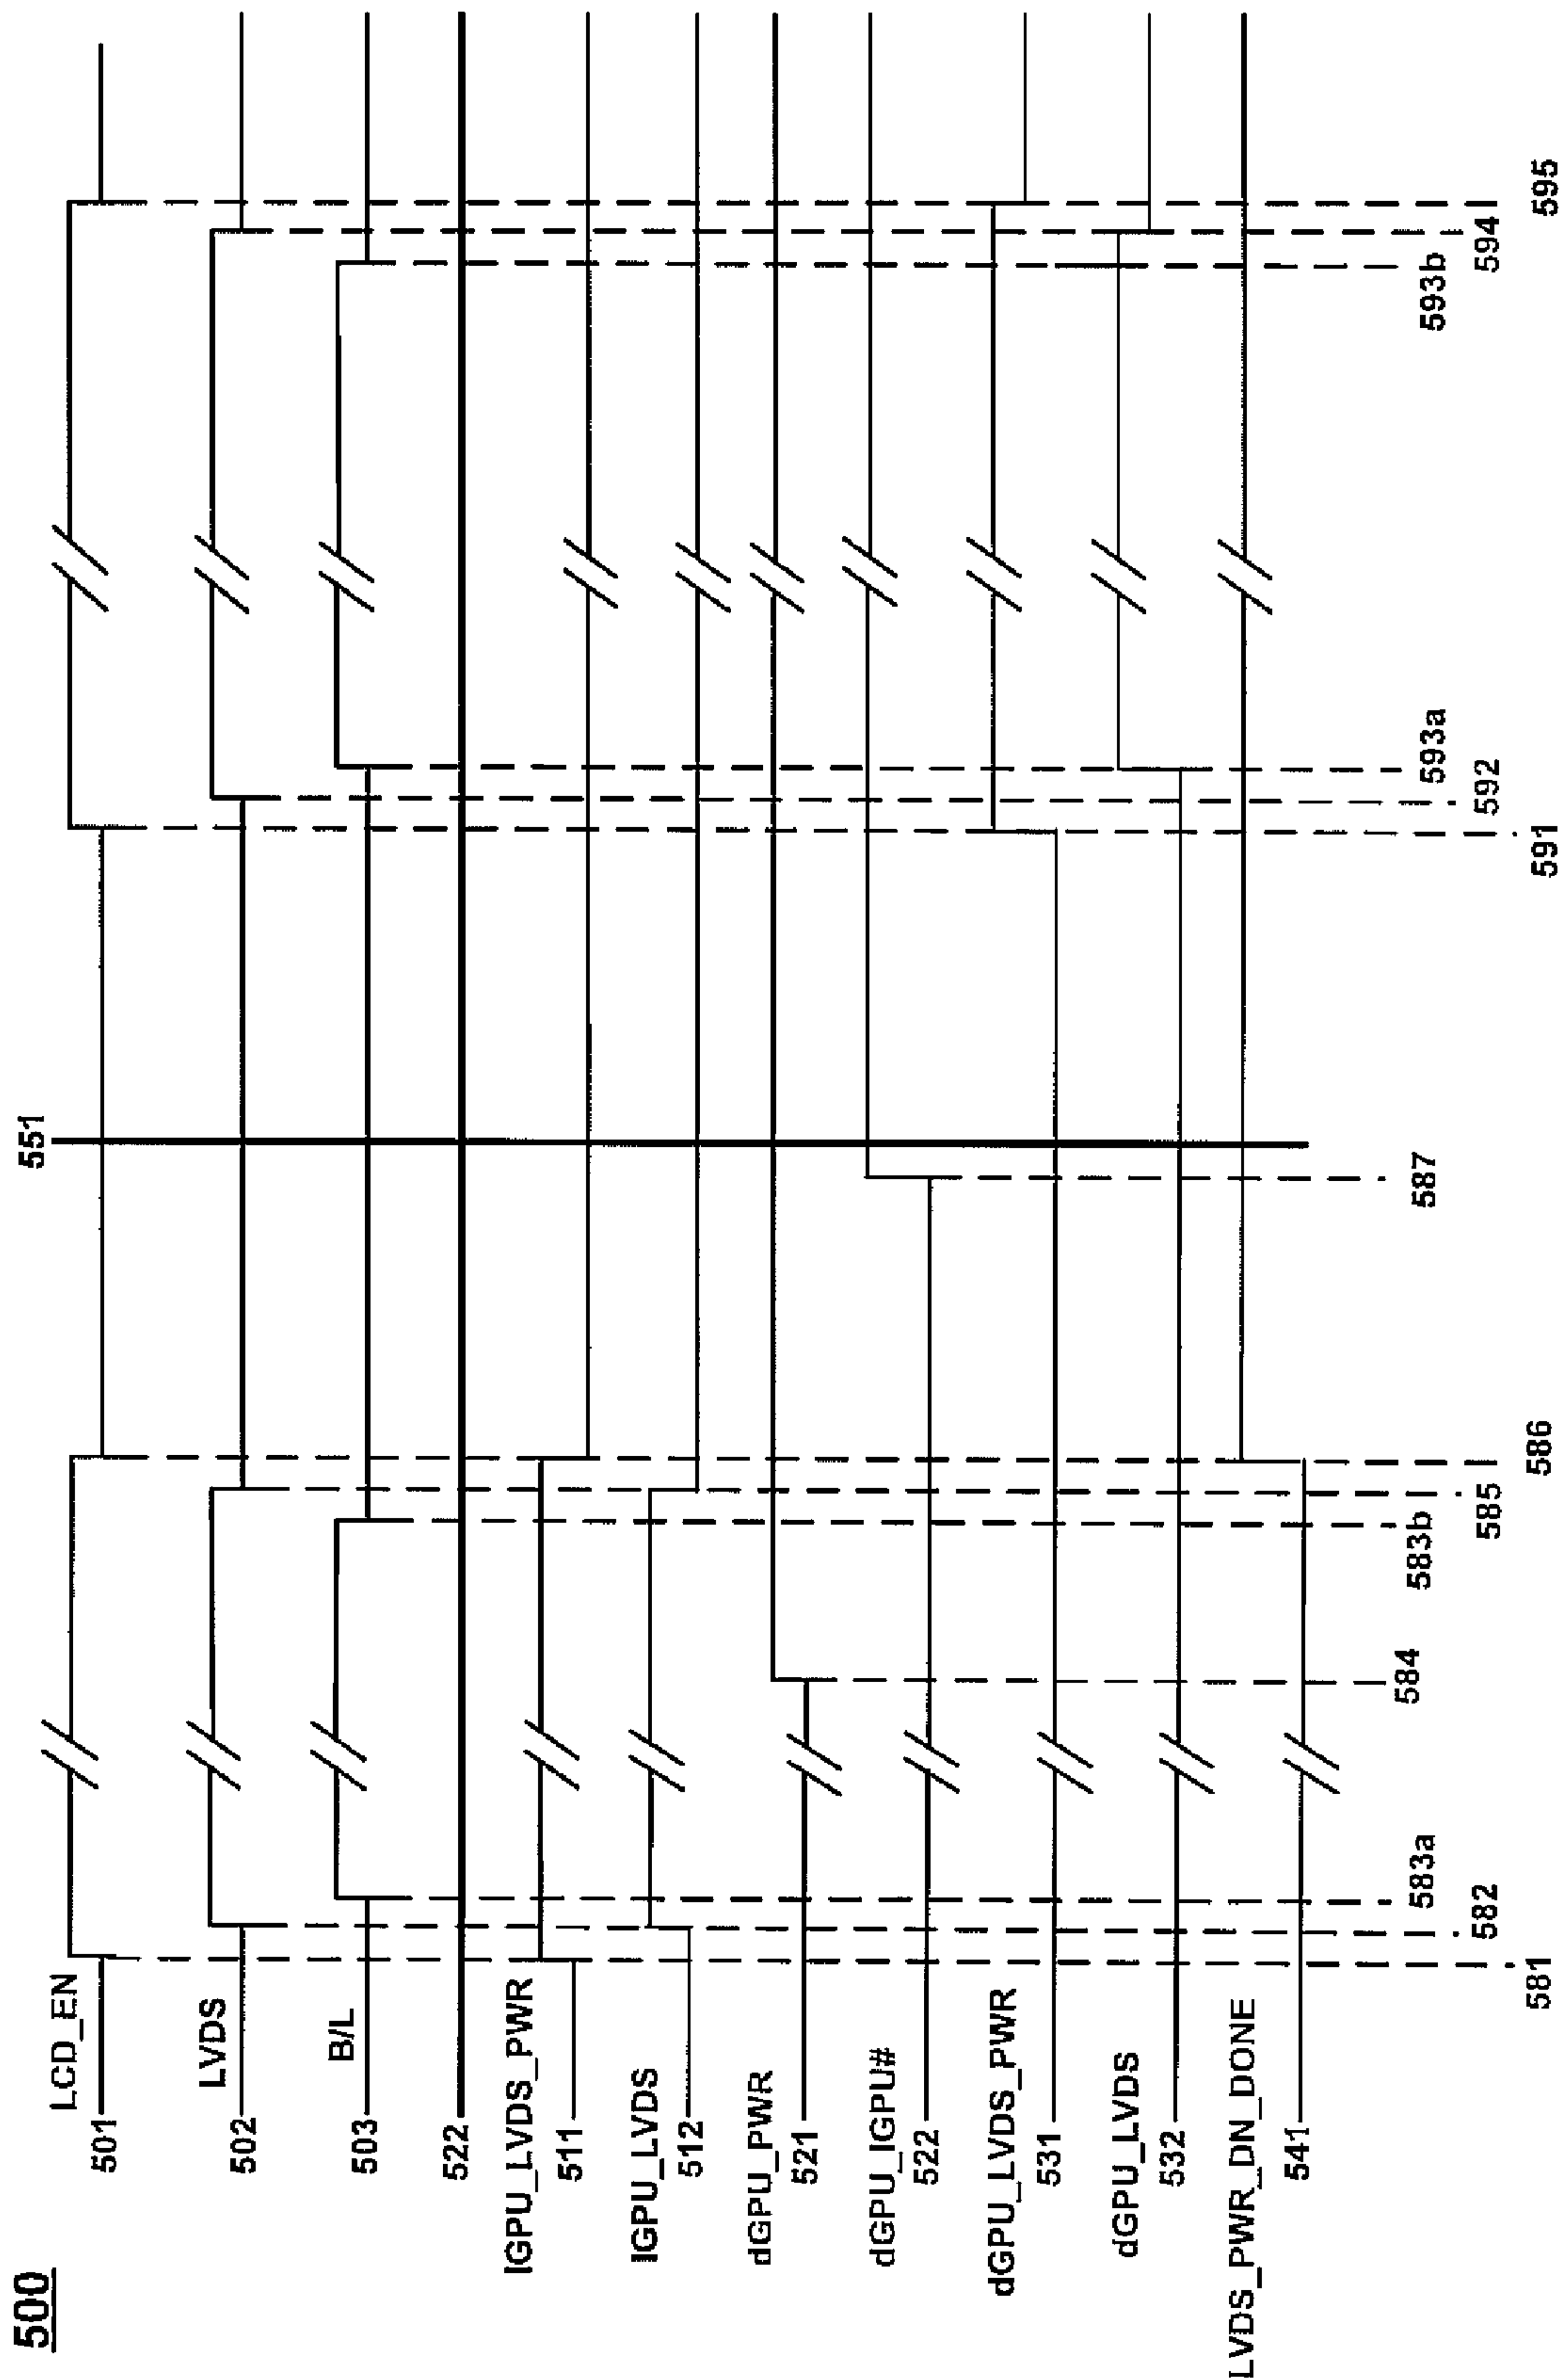 500
LCD_EN
501
LVDS
502
B/L
503
522
IGPU_LVDS_PWR
511
IGPU_LVDS
512
dGPU_PWR
521
dGPU_IGPU#
522
dGPU_LVDS_PWR
531
dGPU_LVDS
532
LVDS_PWR_DN_DONE
541
551
581
582
583a
584
583b
585
586
587
591
592
593a
593b
594
595